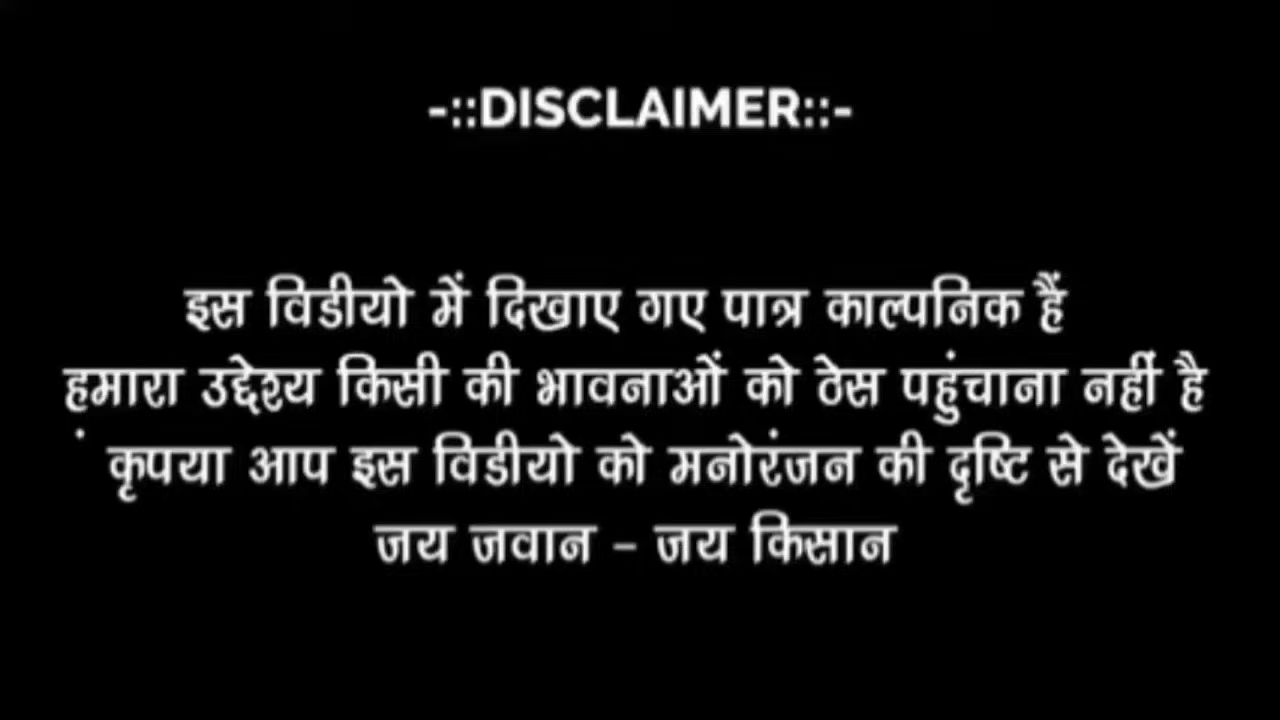 -::DISCLAIMER::-
इस विडीयो में दिखाए गए पात्र काल्पनिक हैं
हमारा उद्देश्य किसी की भावनाओं को ठेस पहुंचाना नहीं है
ं कृपया आप इस विडीयो को मनोरंजन की दृष्टि से देखें
जय जवान - जय किसान